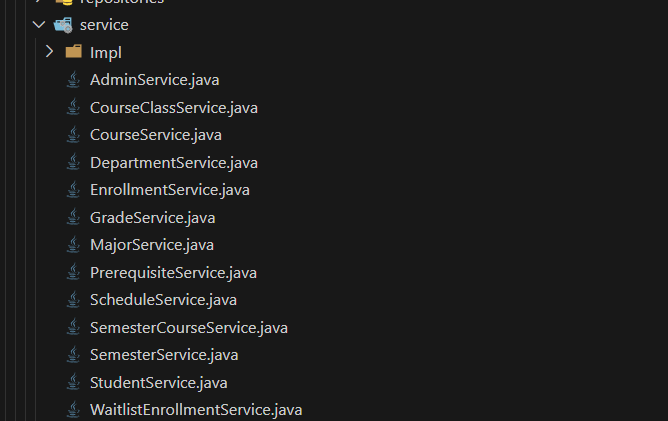 repositories
service
Impl
AdminService.java
CourseClassService.java
CourseService.java
DepartmentService.java
EnrollmentService.java
GradeService.java
MajorService.java
PrerequisiteService.java
ScheduleService.java
SemesterCourseService.java
SemesterService.java
StudentService.java
WaitlistEnrollmentService.java